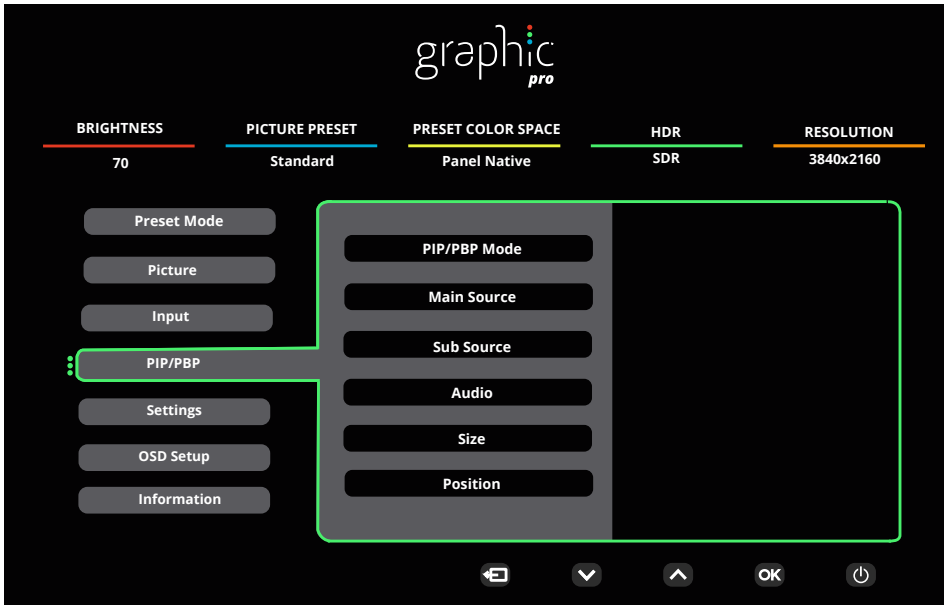 graphic
pro
BRIGHTNESS
PICTURE PRESET
PRESET COLOR SPACE
HDR
RESOLUTION
70
Standard
Panel Native
SDR
3840x2160
Preset Mode
Picture
Input
PIP/PBP
Settings
OSD Setup
Information
PIP/PBP Mode
Main Source
Sub Source
Audio
Size
Position
OK